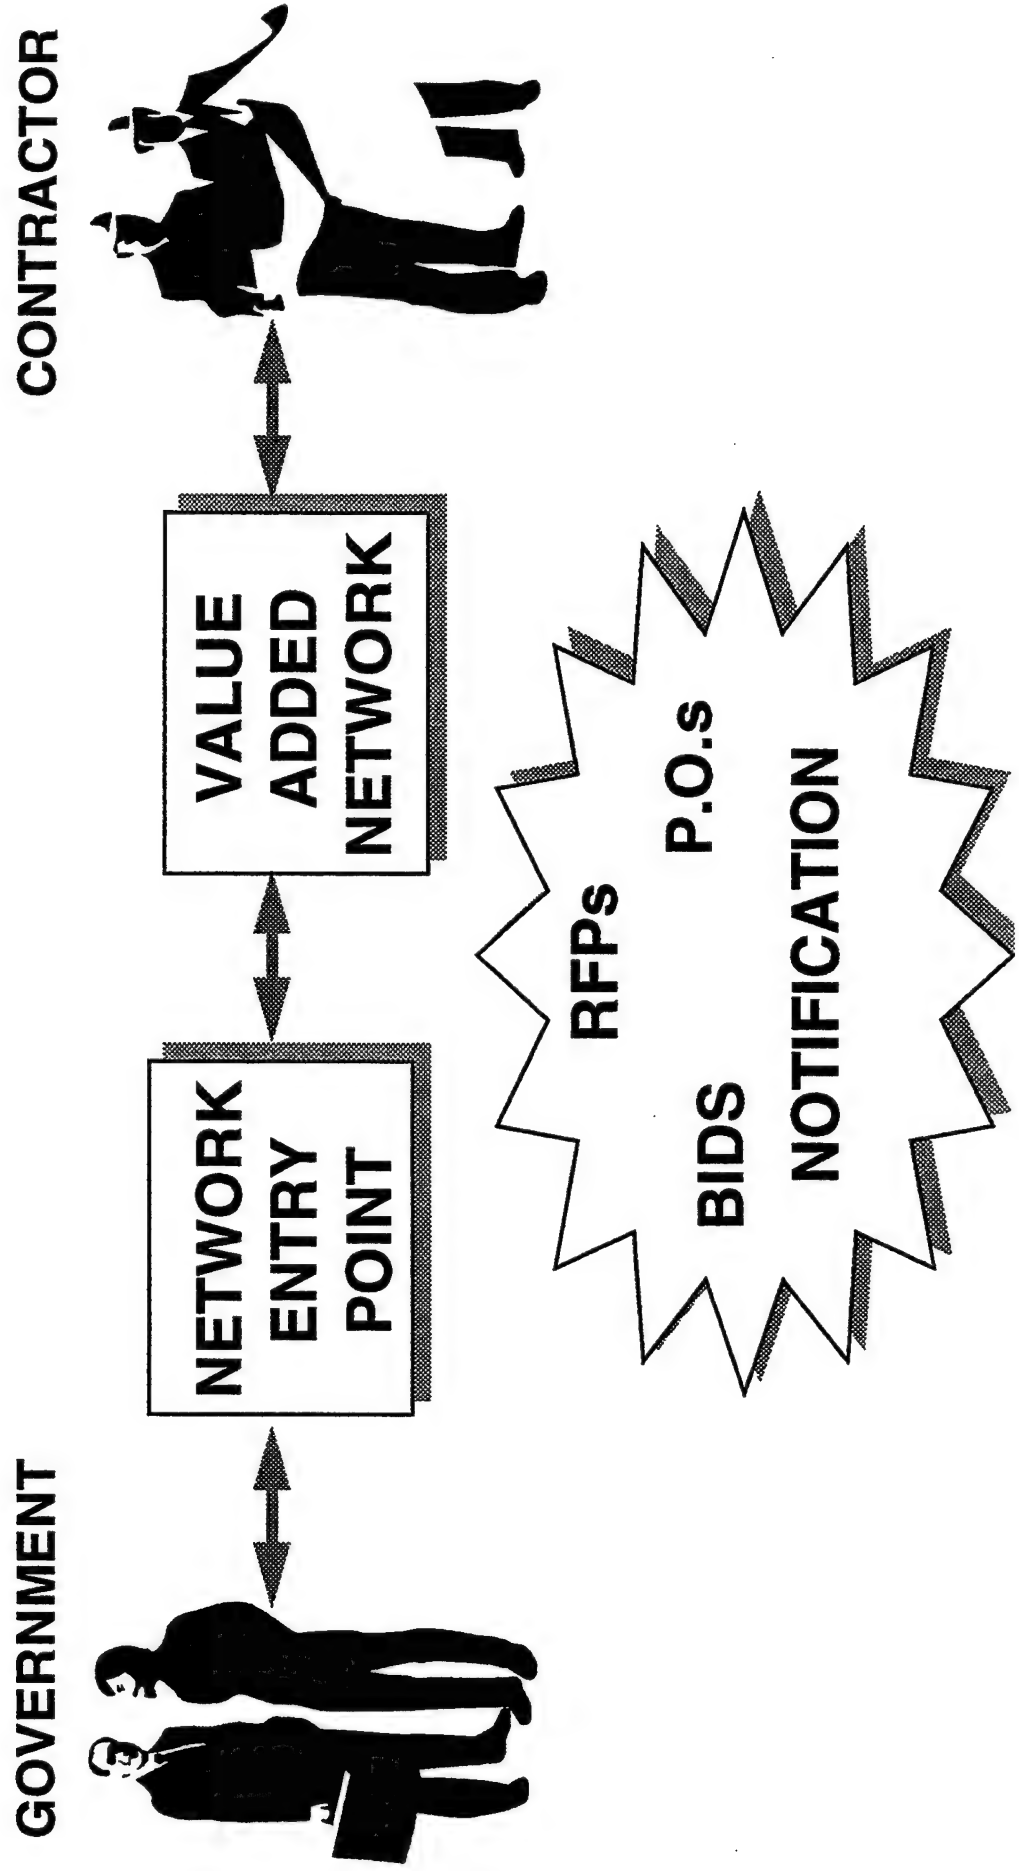 GOVERNMENT
CONTRACTOR
NETWORK
ENTRY
POINT
VALUE
ADDED
NETWORK
RFPs
BIDS
P.O.s
NOTIFICATION